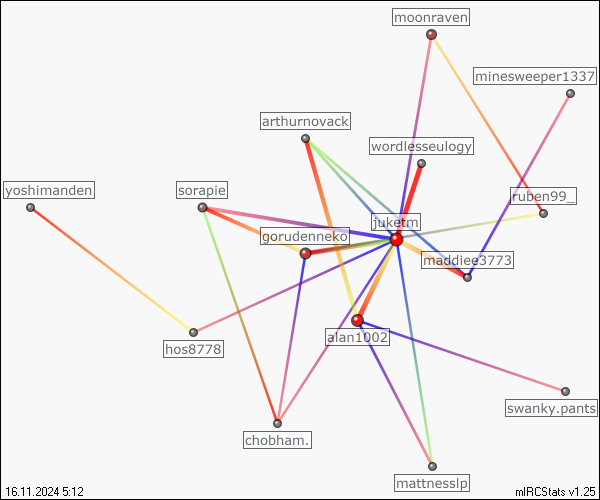 moonraven
minesweeper1337
arthurnovack
wordlesseulogy
yoshimanden
sorapie
ruben99_
juketm
gorudenneko
maddiee3773
alan1002
hos8778
swanky.pants
chobham.
mattnesslp
16.11.2024 5:12
mIRCStats v1.25